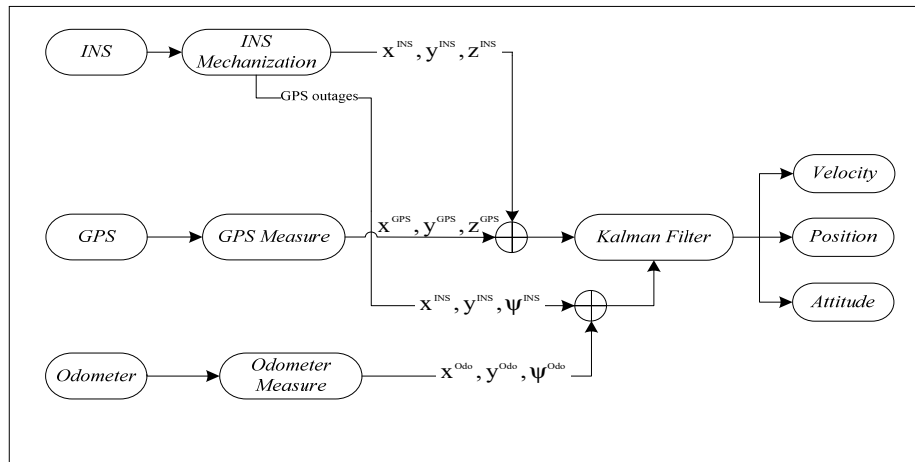 INS
INS
Mechanization
x^INS, y^INS, z^INS
GPS outages
Velocity
GPS
GPS Measure
x^GPS, y^GPS, z^GPS
Kalman Filter
Position
x^INS, y^INS, ψ^INS
Attitude
Odometer
Odometer
Measure
x^Odo, y^Odo, ψ^Odo